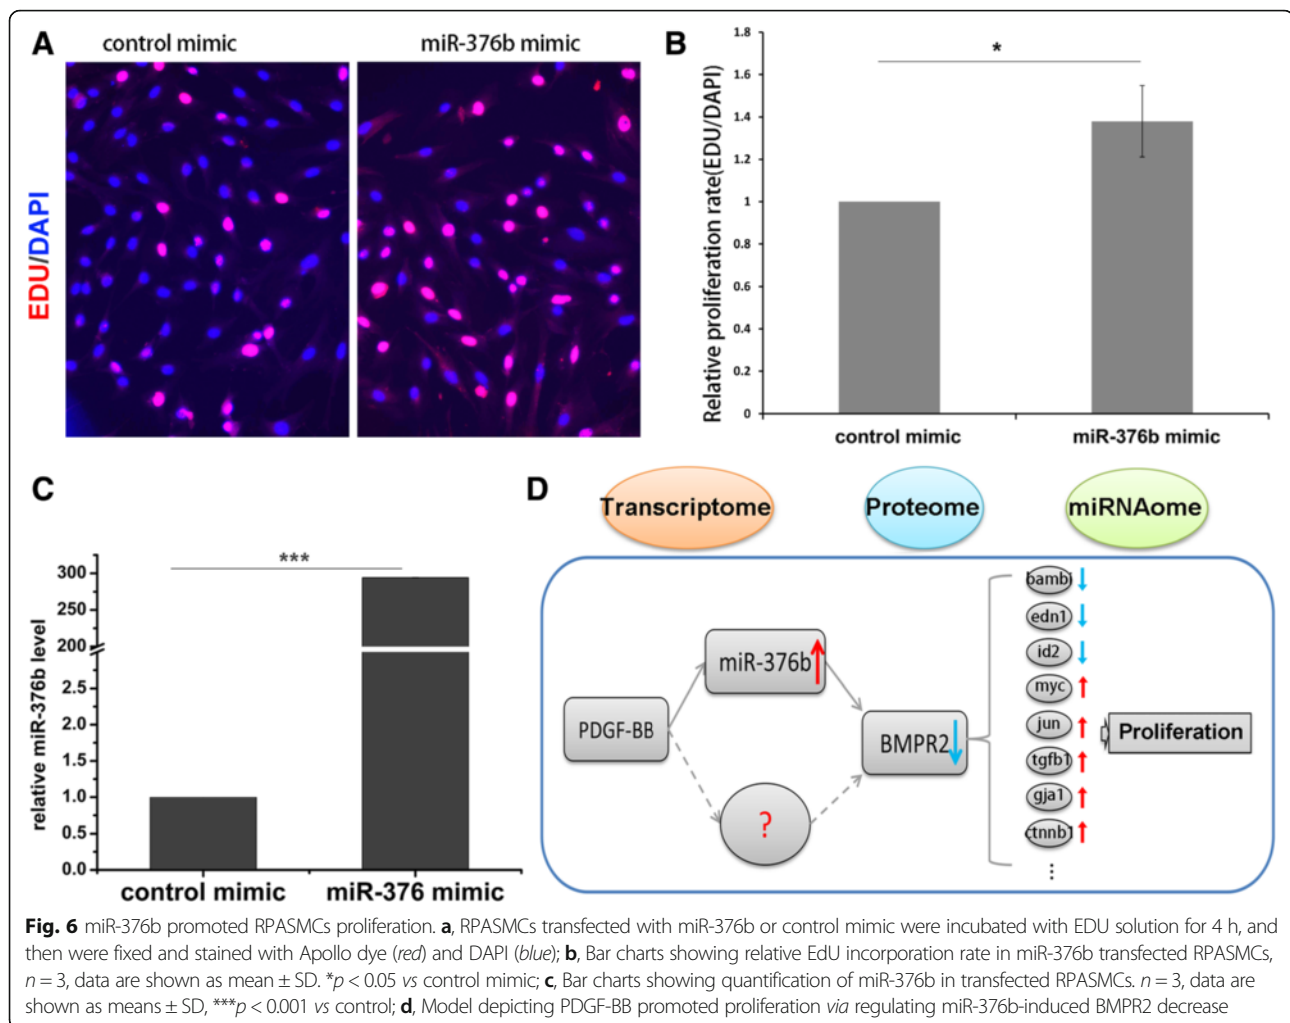 A
control mimic
miR-376b mimic
EDU/DAPI
B
Relative proliferation rate(EDU/DAPI)
1.8
1.6
1.4
1.2
1
0.8
0.6
0.4
0.2
0
*
control mimic
miR-376b mimic
C
relative miR-376b level
300
250
200
2.5
2.0
1.5
1.0
0.5
0.0
***
control mimic
miR-376 mimic
D
Transcriptome
Proteome
miRNAome
PDGF-BB
miR-376b
?
BMPR2
bambi
edn1
id2
myc
jun
tgfb1
gja1
ctnnb1
...
Proliferation
Fig. 6 miR-376b promoted RPASMCs proliferation. a, RPASMCs transfected with miR-376b or control mimic were incubated with EDU solution for 4 h, and
then were fixed and stained with Apollo dye (red) and DAPI (blue); b, Bar charts showing relative EdU incorporation rate in miR-376b transfected RPASMCs,
n = 3, data are shown as mean ± SD. *p < 0.05 vs control mimic; c, Bar charts showing quantification of miR-376b in transfected RPASMCs. n = 3, data are
shown as means ± SD, ***p < 0.001 vs control; d, Model depicting PDGF-BB promoted proliferation via regulating miR-376b-induced BMPR2 decrease